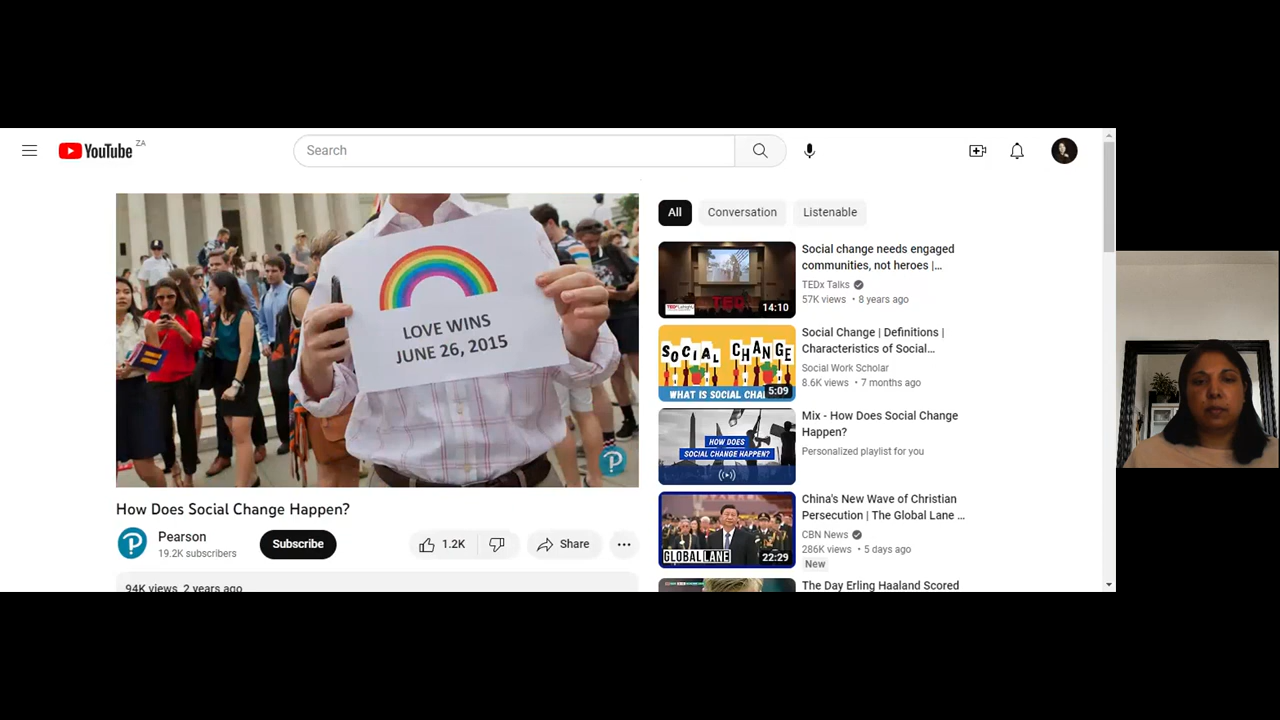 YouTube ZA
Search
LOVE WINS
JUNE 26, 2015
How Does Social Change Happen?
Pearson
19.2K subscribers
Subscribe
1.2K
Share
94K views 2 years ago
All
Conversation
Listenable
TED
14:10
Social change needs engaged
communities, not heroes |...
TEDx Talks
57K views • 8 years ago
SOCIAL CHANGE
WHAT IS SOCIAL CHA
5:09
Social Change | Definitions |
Characteristics of Social...
Social Work Scholar
8.6K views • 7 months ago
HOW DOES
SOCIAL CHANGE HAPPEN?
Mix - How Does Social Change
Happen?
Personalized playlist for you
GLOBAL LANE
22:29
China's New Wave of Christian
Persecution | The Global Lane ...
CBN News
286K views • 5 days ago
New
The Day Erling Haaland Scored